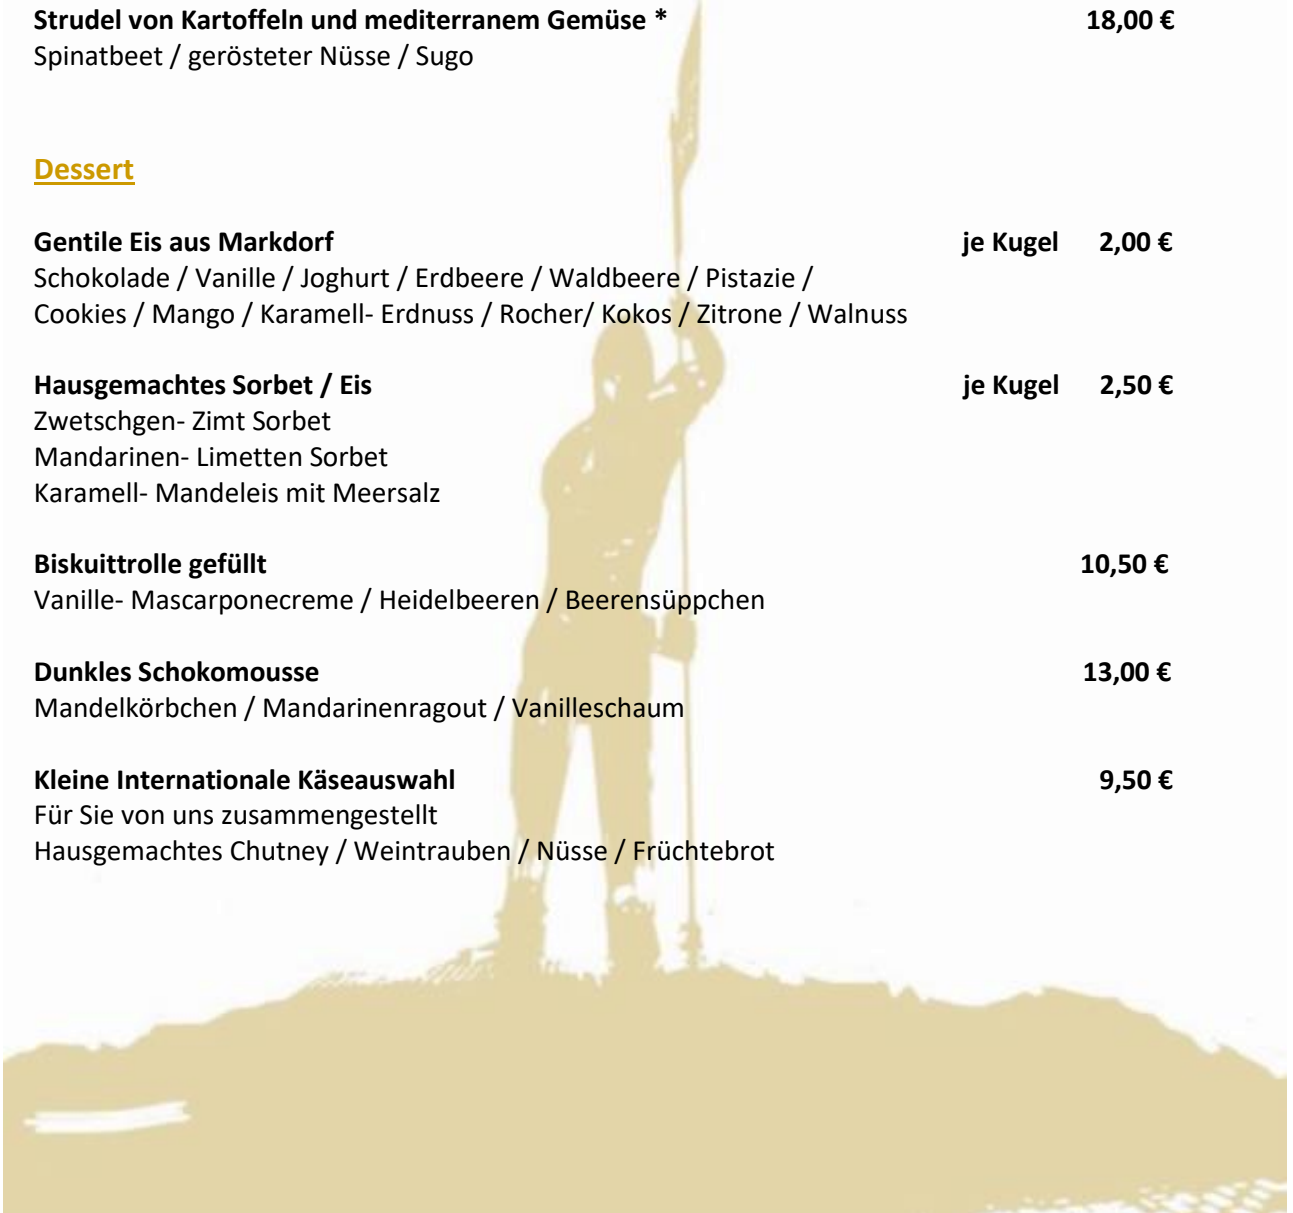 Strudel von Kartoffeln und mediterranem Gemüse * 18,00 €
Spinatbeet / gerösteter Nüsse / Sugo
Dessert
Gentile Eis aus Markdorf je Kugel 2,00 €
Schokolade / Vanille / Joghurt / Erdbeere / Waldbeere / Pistazie /
Cookies / Mango / Karamell- Erdnuss / Rocher/ Kokos / Zitrone / Walnuss
Hausgemachtes Sorbet / Eis je Kugel 2,50 €
Zwetschgen- Zimt Sorbet
Mandarinen- Limetten Sorbet
Karamell- Mandeleis mit Meersalz
Biskuittrolle gefüllt 10,50 €
Vanille- Mascarponecreme / Heidelbeeren / Beerensüppchen
Dunkles Schokomousse 13,00 €
Mandelkörbchen / Mandarinenragout / Vanilleschaum
Kleine Internationale Käseauswahl 9,50 €
Für Sie von uns zusammengestellt
Hausgemachtes Chutney / Weintrauben / Nüsse / Früchtebrot